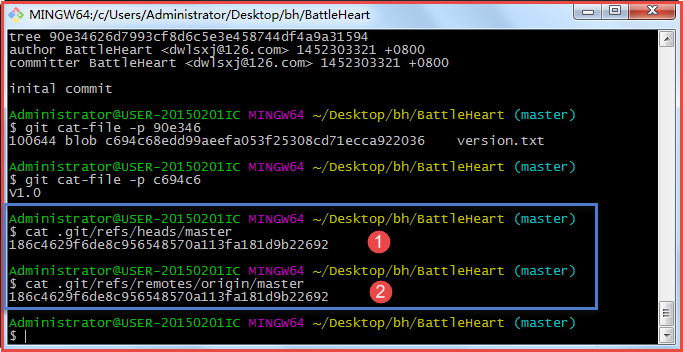 MINGW64:/c/Users/Administrator/Desktop/bh/BattleHeart
tree 90e34626d7993cf8d6c5e3e458744df4a9a31594
author BattleHeart <dwlsxj@126.com> 1452303321 +0800
committer BattleHeart <dwlsxj@126.com> 1452303321 +0800
inital commit
Administrator@USER-20150201IC MINGW64 ~/Desktop/bh/BattleHeart (master)
$ git cat-file -p 90e346
100644 blob c694c68edd99aeefa053f25308cd71ecca922036    version.txt
Administrator@USER-20150201IC MINGW64 ~/Desktop/bh/BattleHeart (master)
$ git cat-file -p c694c6
v1.0
Administrator@USER-20150201IC MINGW64 ~/Desktop/bh/BattleHeart (master)
$ cat .git/refs/heads/master
186c4629f6de8c956548570a113fa181d9b22692 1
Administrator@USER-20150201IC MINGW64 ~/Desktop/bh/BattleHeart (master)
$ cat .git/refs/remotes/origin/master
186c4629f6de8c956548570a113fa181d9b22692 2
Administrator@USER-20150201IC MINGW64 ~/Desktop/bh/BattleHeart (master)
$